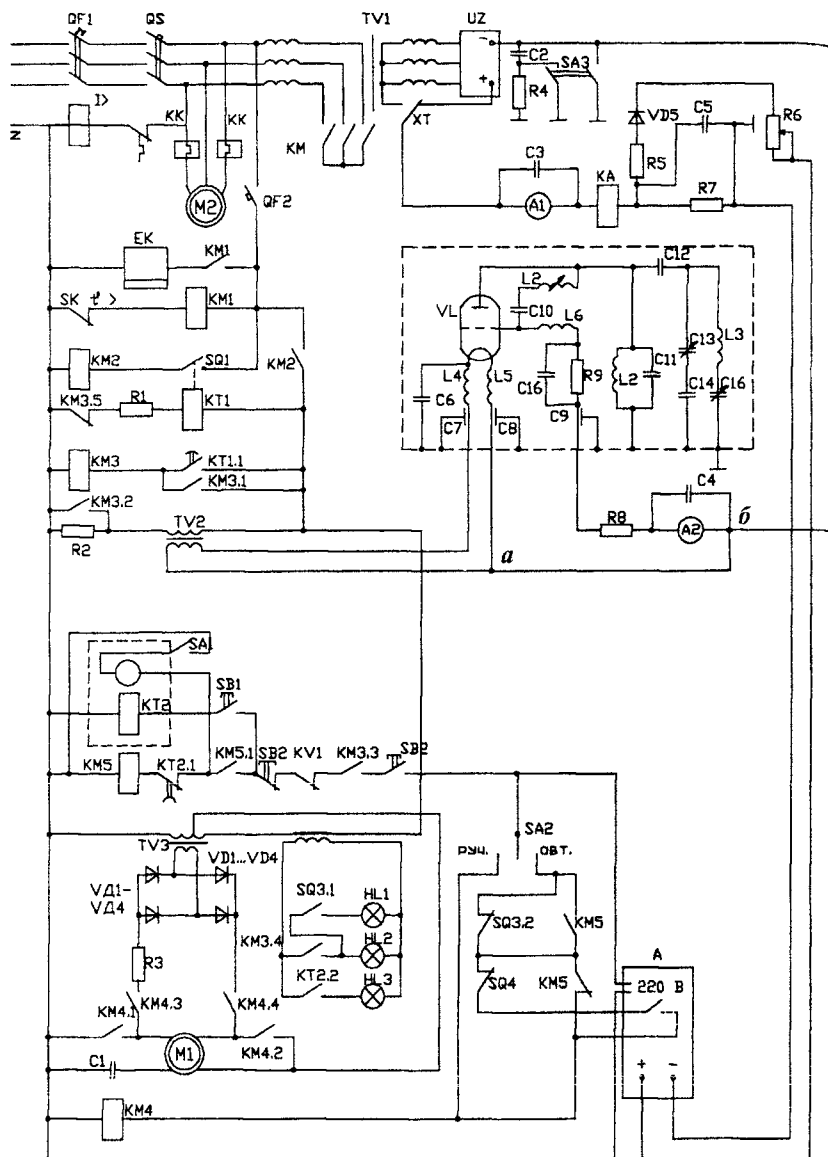 QF1 QS TV1 UZ
-
C2
SA3
+
R4
I>
KK KK
N
KM
XT
VD5 C5 R6
R5
C3
KA
R7
A1
M2
QF2
EK
KM1
C12
L2
VL
C10
L6
L3
C13
SK t> KM1
KM2 SQ1
KM2
L4 L5
C16
R9
L2
C11
C14
C16
C6
C7 C8 C9
KM3.5 R1 KT1
KM3
KT1.1
KM3.1
C4
KM3.2
R2
TV2
R8
A2
б
а
SA1
KT2
SB1
KM5
KT2.1
KM5.1
SB2
KV1
KM3.3
SB2
TV3
VD1...VD4
РУЧ.
SA2
ОВТ.
VД1-
VД4
SQ3.1
HL1
SQ3.2
KM5
KM3.4
HL2
A
R3
KT2.2
HL3
SQ4
KM5
220 В
KM4.3
KM4.4
KM4.1
KM4.2
M1
C1
+ -
KM4